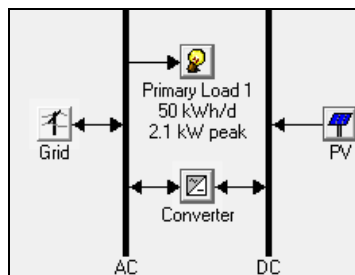 Primary Load 1
50 kWh/d
2.1 kW peak
Grid
PV
Converter
AC
DC